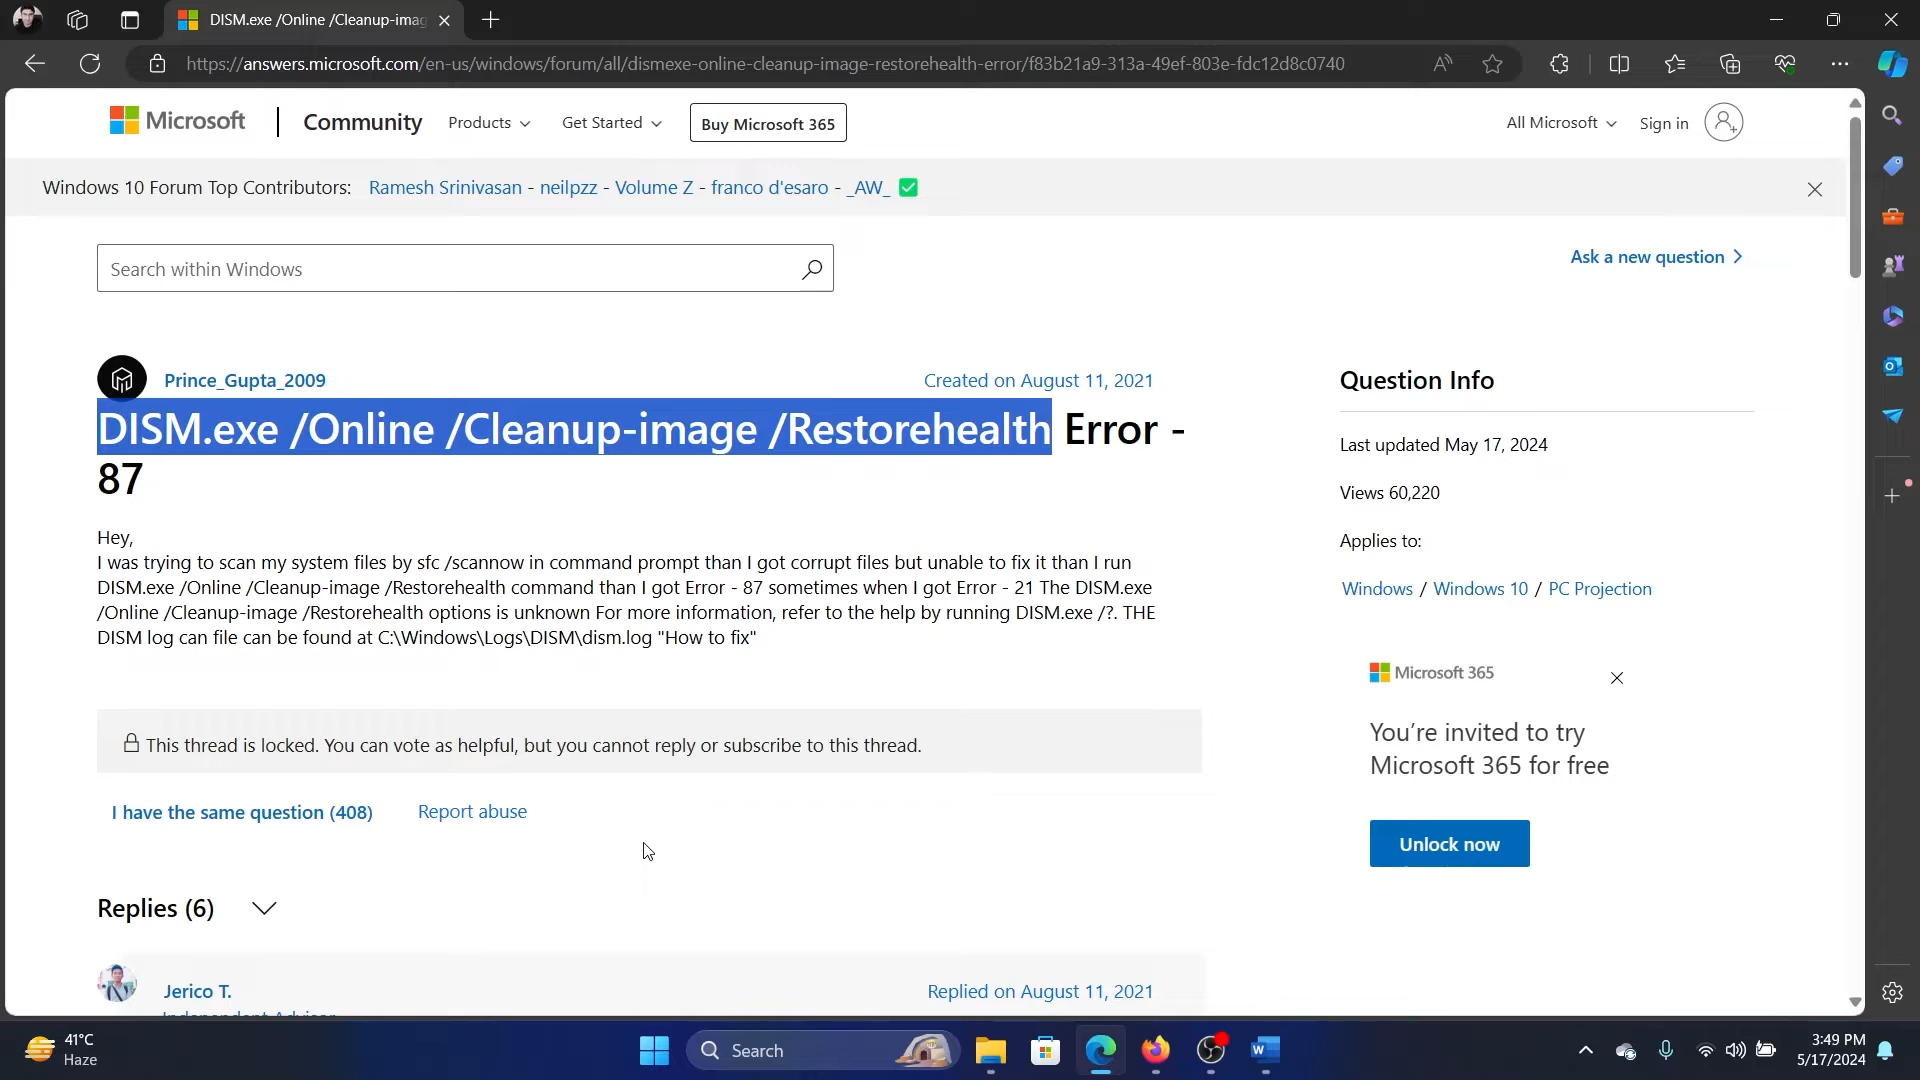 DISM.exe /Online /Cleanup-imag
https://answers.microsoft.com/en-us/windows/forum/all/dismexe-online-cleanup-image-restorehealth-error/f83b21a9-313a-49ef-803e-fdc12d8c0740
Microsoft Community Products Get Started Buy Microsoft 365 All Microsoft Sign in
Windows 10 Forum Top Contributors: Ramesh Srinivasan - neilpzz - Volume Z - franco d'esaro - _AW_ ✅
Search within Windows
Ask a new question
Prince_Gupta_2009 Created on August 11, 2021
DISM.exe /Online /Cleanup-image /Restorehealth Error -
87
Hey,
I was trying to scan my system files by sfc /scannow in command prompt than I got corrupt files but unable to fix it than I run
DISM.exe /Online /Cleanup-image /Restorehealth command than I got Error - 87 sometimes when I got Error - 21 The DISM.exe
/Online /Cleanup-image /Restorehealth options is unknown For more information, refer to the help by running DISM.exe /?. THE
DISM log can file can be found at C:\Windows\Logs\DISM\dism.log "How to fix"
This thread is locked. You can vote as helpful, but you cannot reply or subscribe to this thread.
I have the same question (408) Report abuse
Replies (6)
Jerico T. Replied on August 11, 2021
Independent Advisor
Question Info
Last updated May 17, 2024
Views 60,220
Applies to:
Windows / Windows 10 / PC Projection
Microsoft 365
You're invited to try
Microsoft 365 for free
Unlock now
41°C
Haze
Search
3:49 PM
5/17/2024